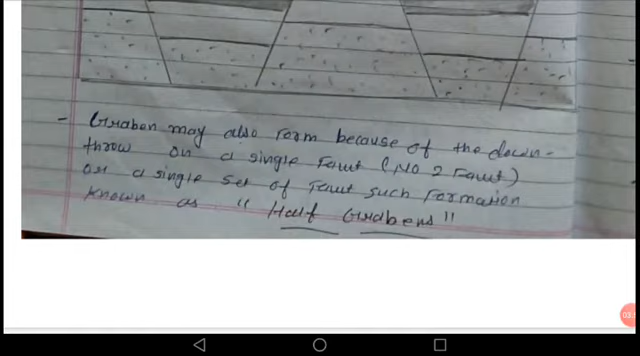 - Graben may also form because of the down-
throw on a single Fault (NO 2 Fault)
or a single set of fault such formation
known as "Half Grabens"
03: